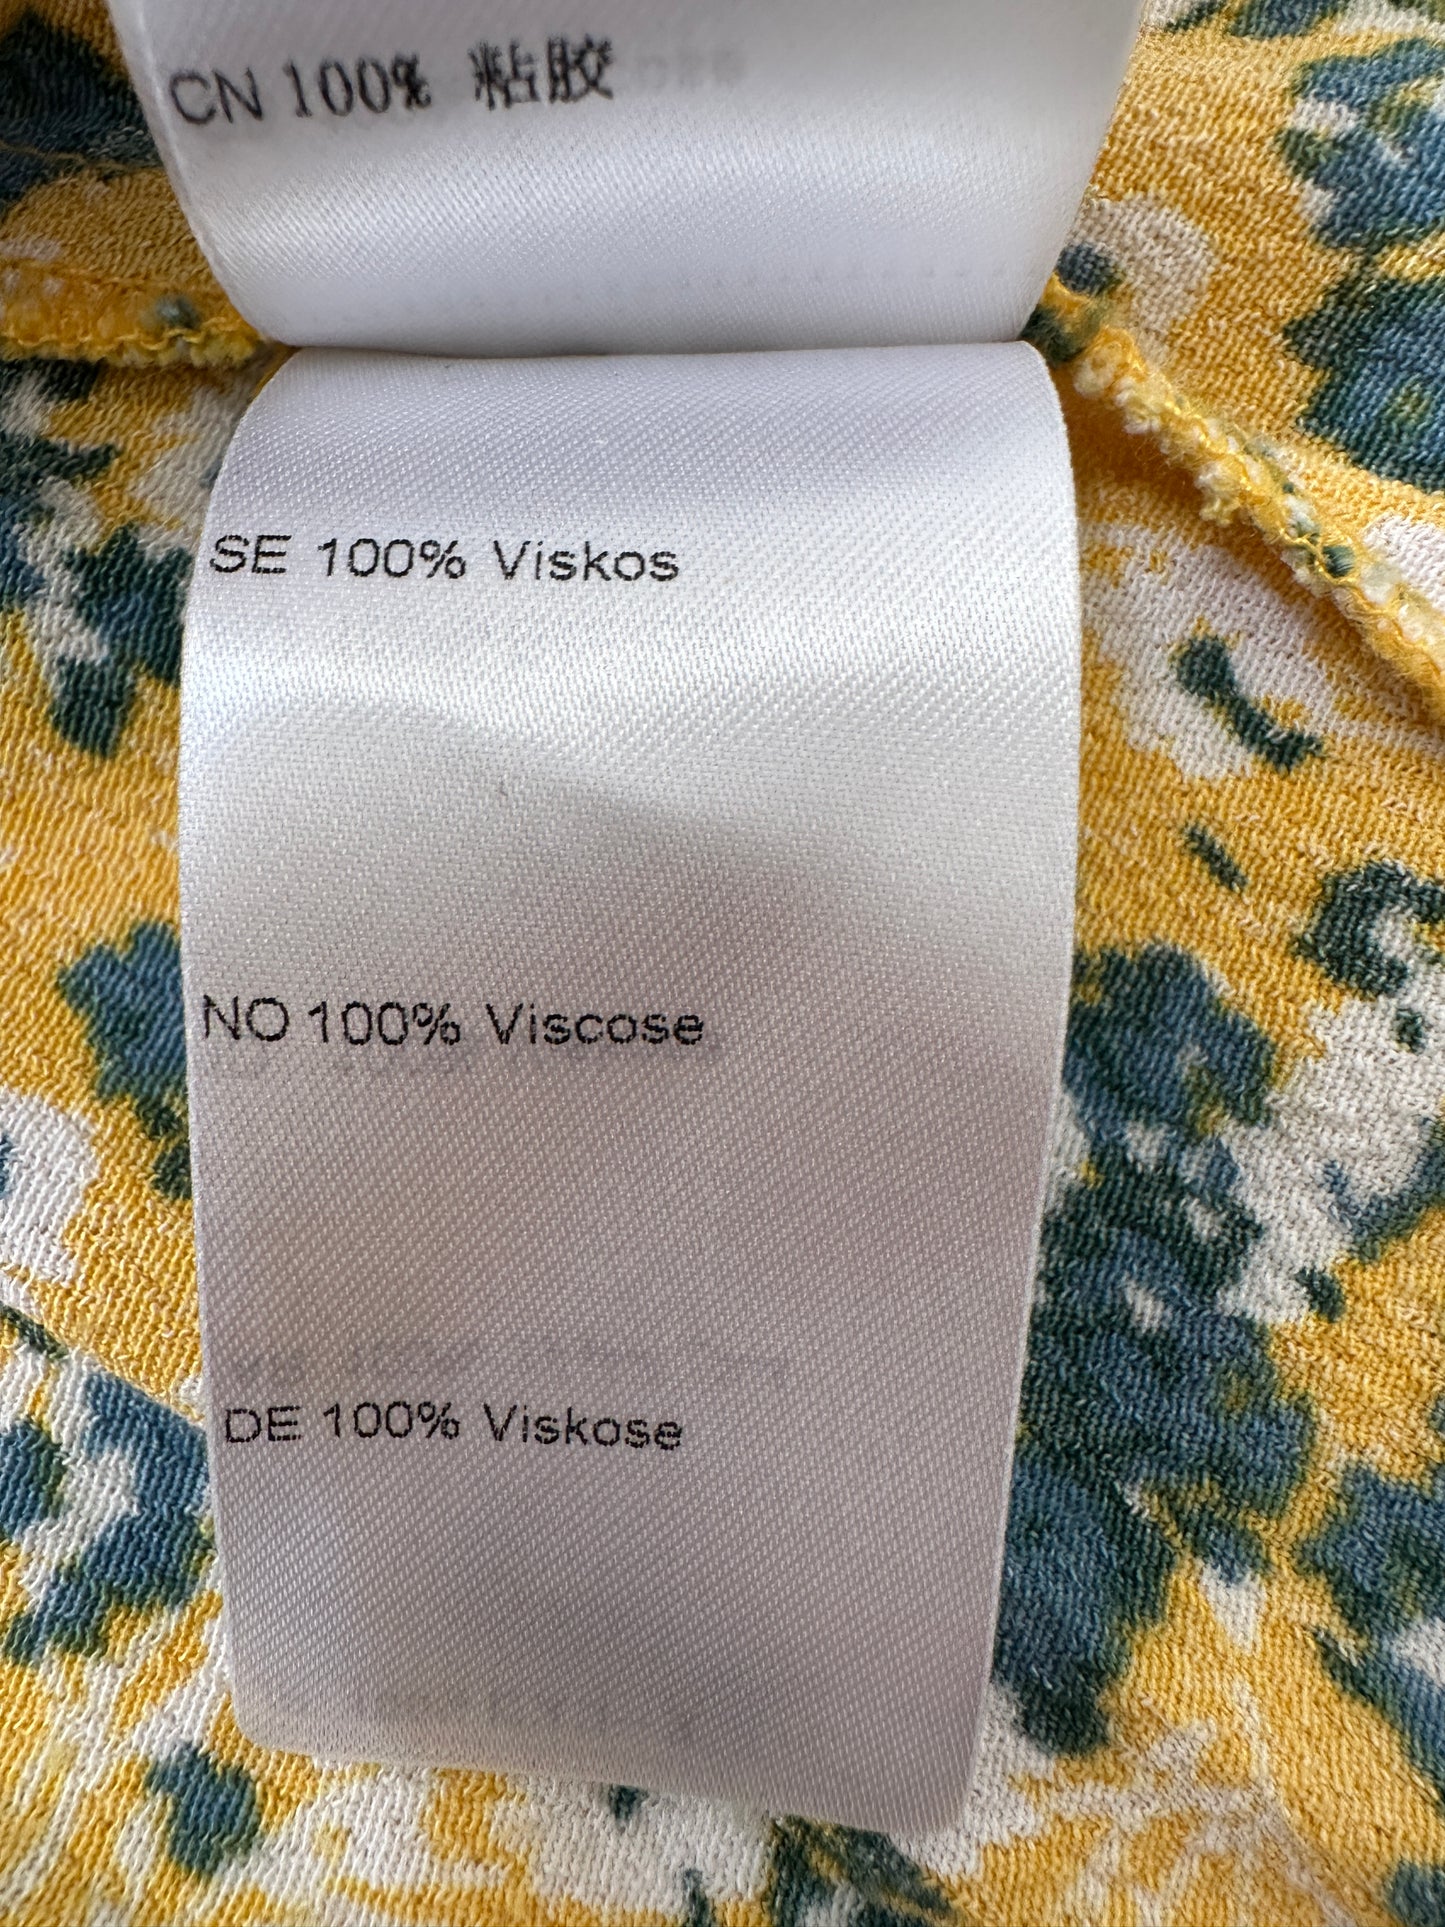 CN 100% 粘胶
SE 100% Viskos
NO 100% Viscose
DE 100% Viskose